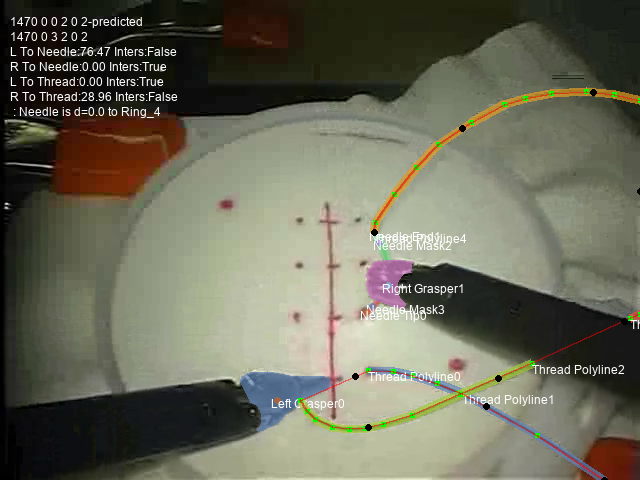 1470 0 0 2 0 2-predicted
1470 0 3 2 0 2
L To Needle:76.47 Inters:False
R To Needle:0.00 Inters:True
L To Thread:0.00 Inters:True
R To Thread:28.96 Inters:False
: Needle is d=0.0 to Ring_4
Needle End1
Thread Polyline4
Needle Mask2
Right Grasper1
Needle Mask3
Needle Tip0
Th
Thread Polyline2
Thread Polyline0
Left Grasper0
Thread Polyline1